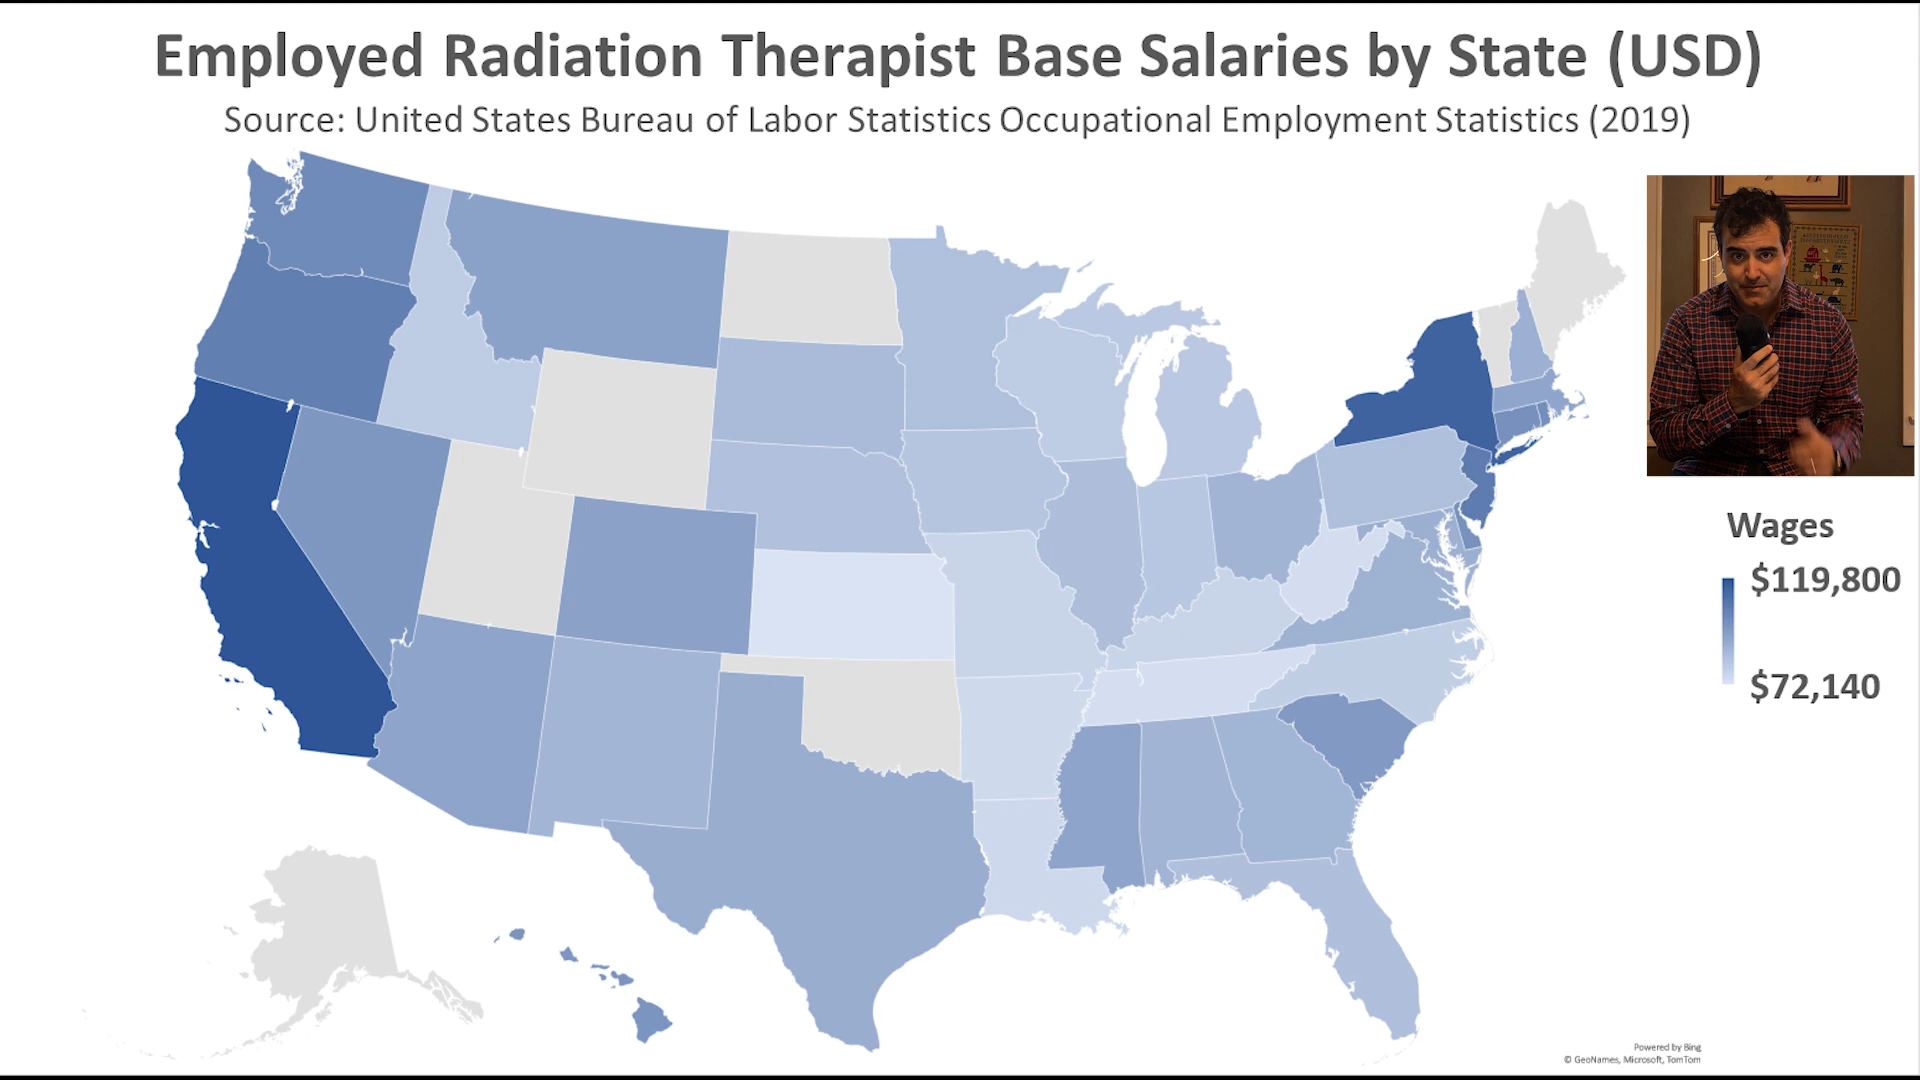 Employed Radiation Therapist Base Salaries by State (USD)
Source: United States Bureau of Labor Statistics Occupational Employment Statistics (2019)
Wages
$119,800
$72,140
Powered by Bing
© GeoNames, Microsoft, TomTom